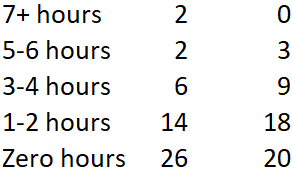 7+ hours 2 0
5-6 hours 2 3
3-4 hours 6 9
1-2 hours 14 18
Zero hours 26 20